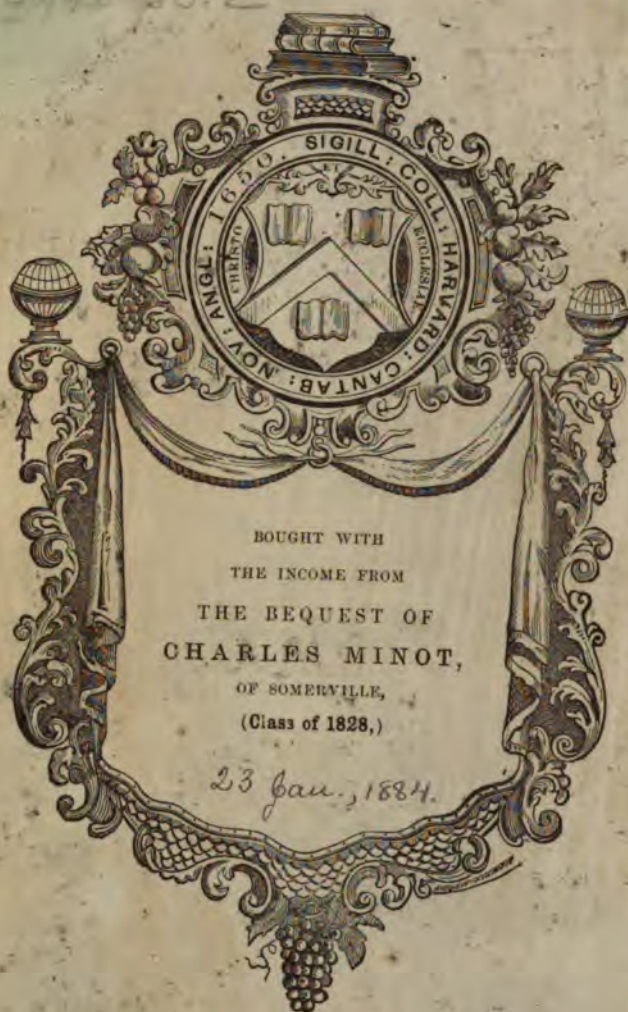 SIGILL: COLL: HARVARD: CANTAB: NOV: ANGL: 1650.
ET
CHRISTO
ECCLESIAE
BOUGHT WITH
THE INCOME FROM
THE BEQUEST OF
CHARLES MINOT,
OF SOMERVILLE,
(Class of 1828,)
23 Jan., 1884.